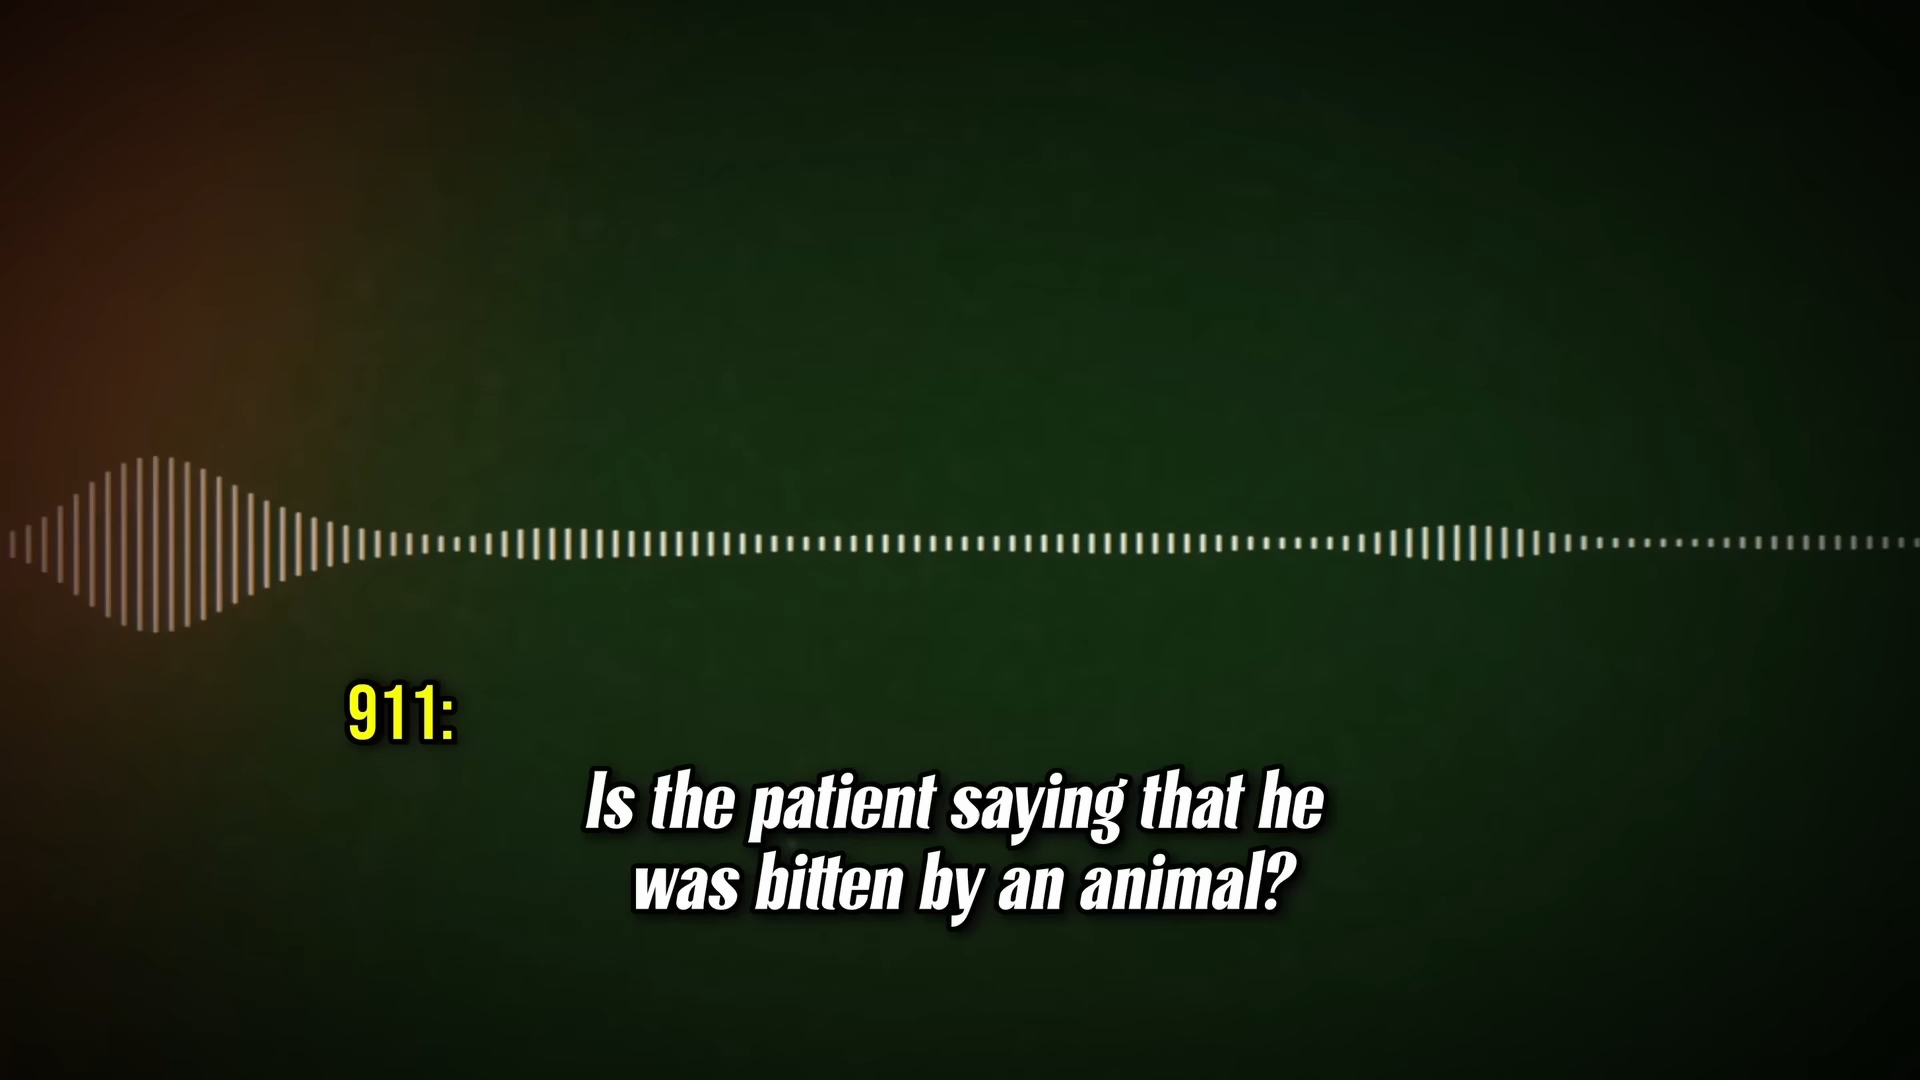 911:
Is the patient saying that he
was bitten by an animal?